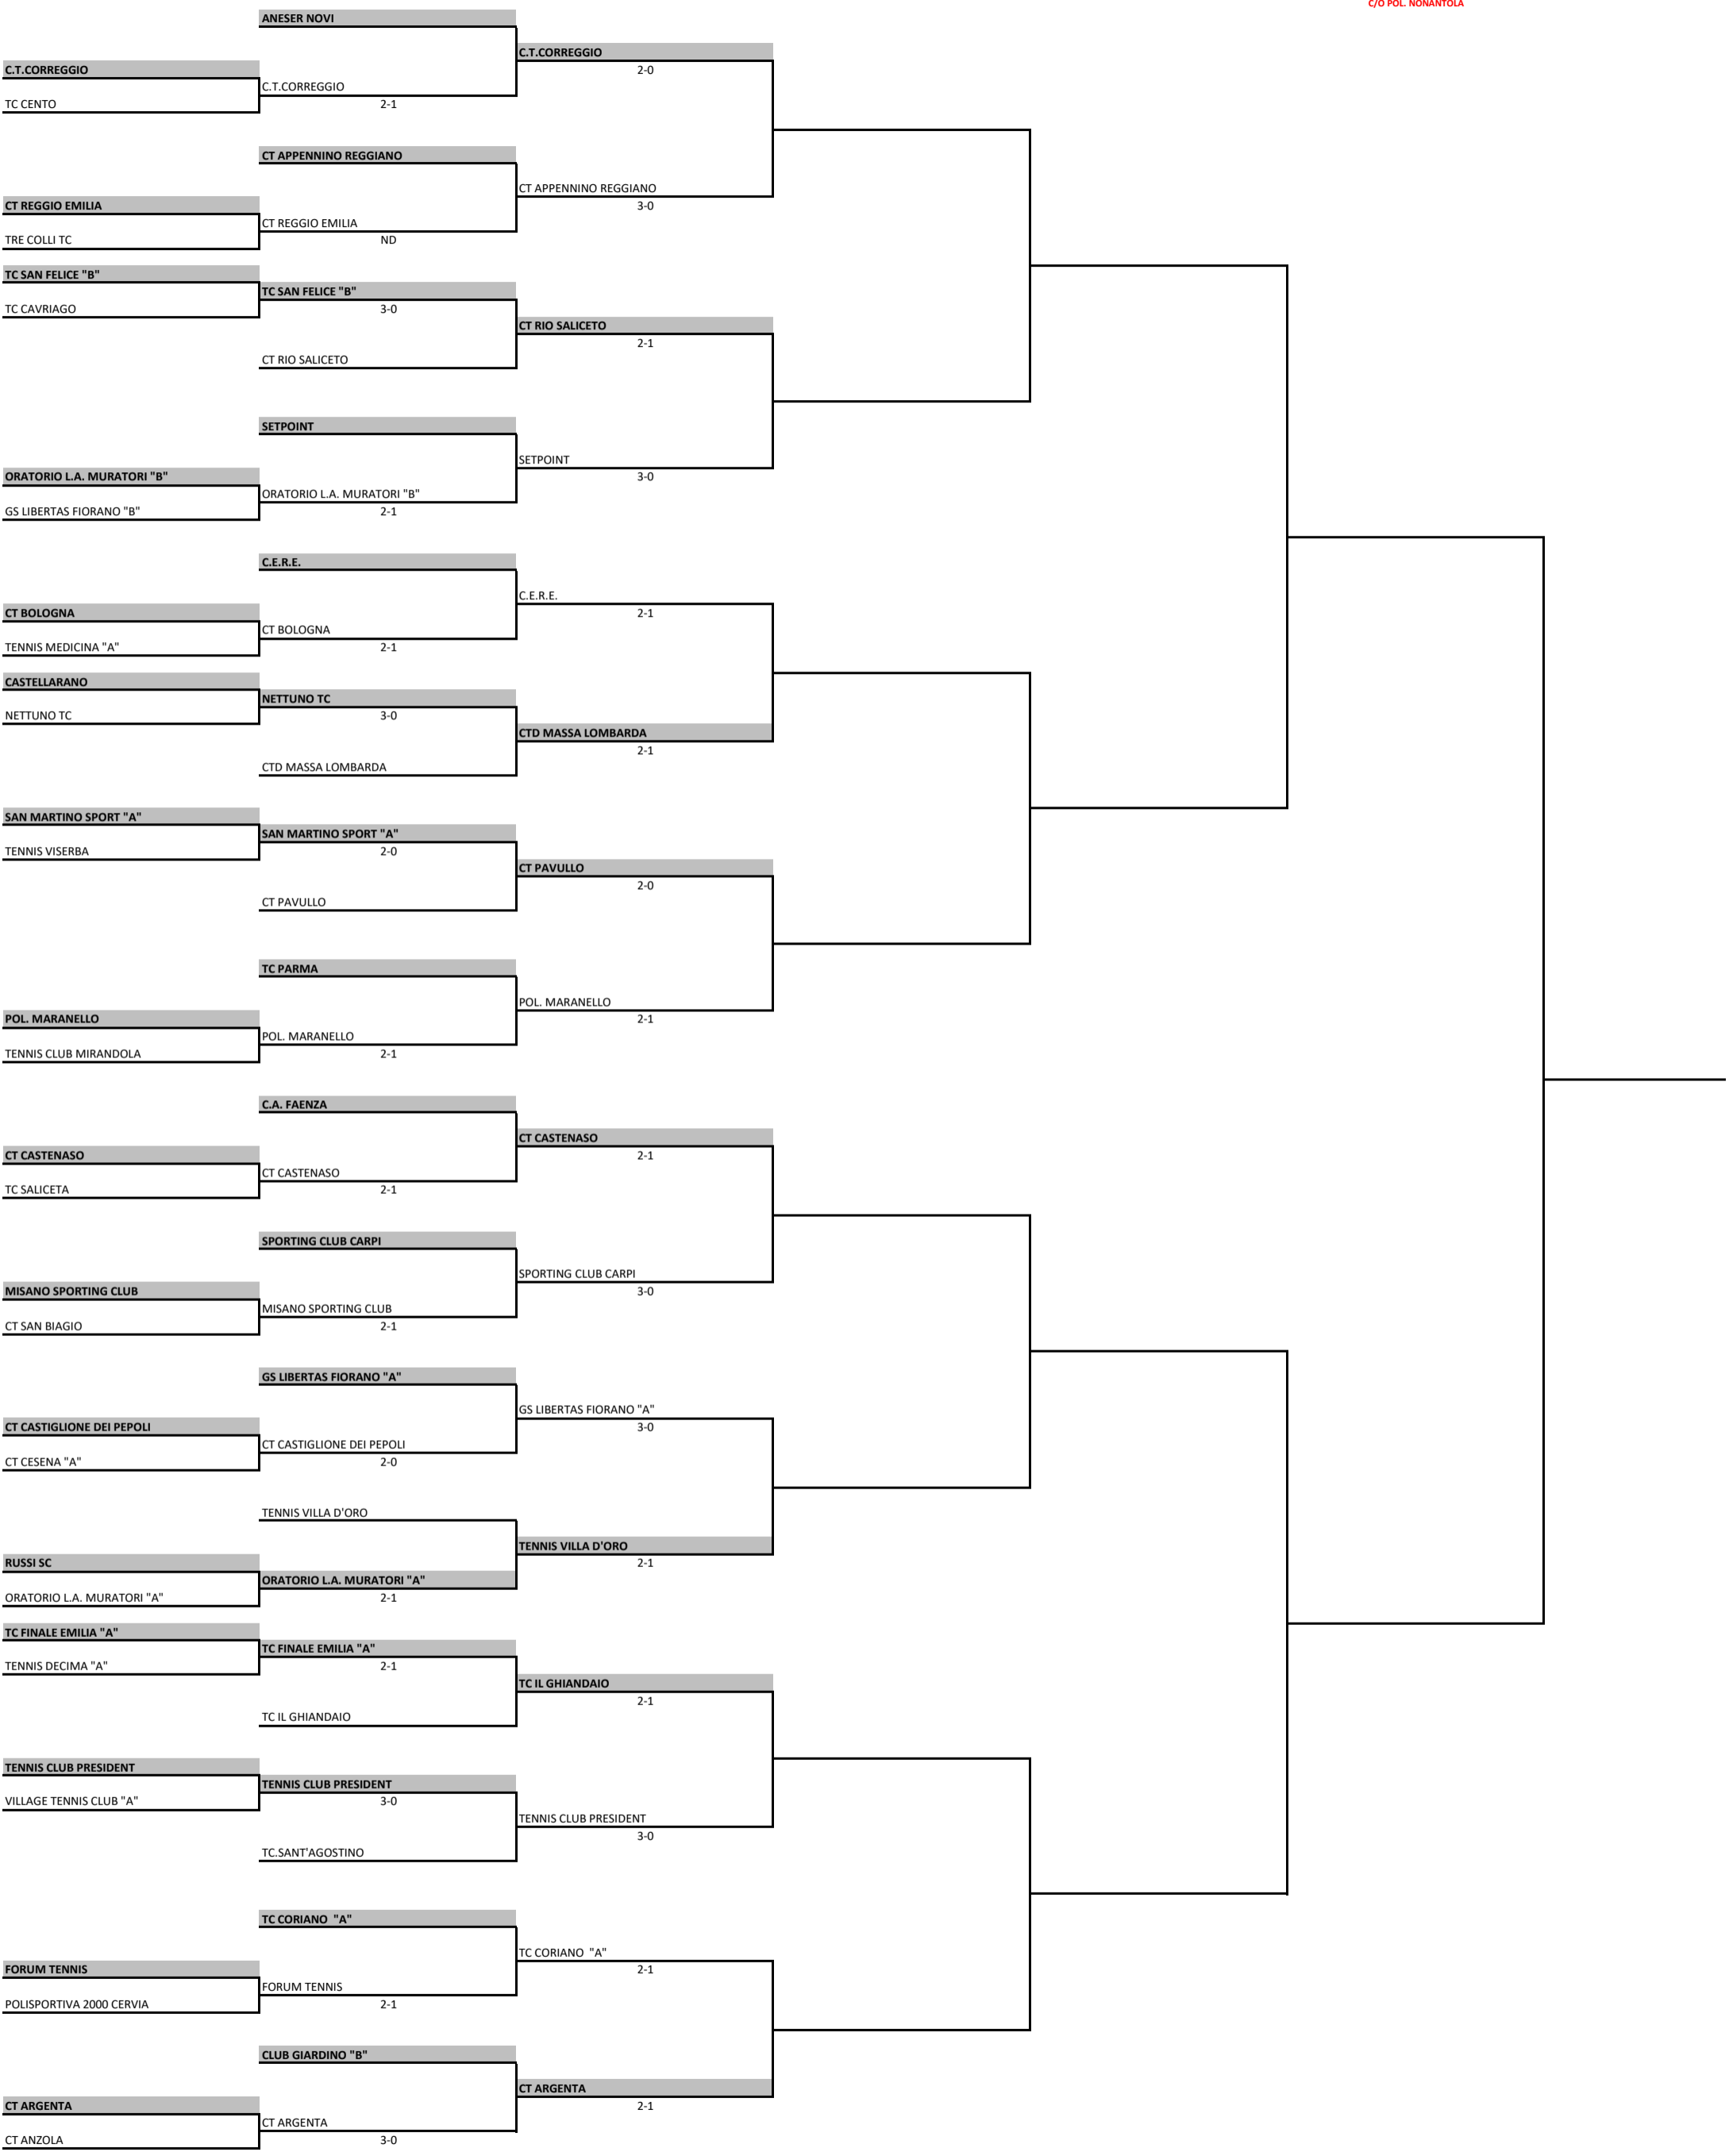 C/O POL. NONANTOLA
ANESER NOVI
C.T.CORREGGIO
2-0
C.T.CORREGGIO
C.T.CORREGGIO
2-1
TC CENTO
CT APPENNINO REGGIANO
CT APPENNINO REGGIANO
3-0
CT REGGIO EMILIA
CT REGGIO EMILIA
ND
TRE COLLI TC
TC SAN FELICE "B"
TC SAN FELICE "B"
3-0
TC CAVRIAGO
CT RIO SALICETO
2-1
CT RIO SALICETO
SETPOINT
SETPOINT
3-0
ORATORIO L.A. MURATORI "B"
ORATORIO L.A. MURATORI "B"
2-1
GS LIBERTAS FIORANO "B"
C.E.R.E.
C.E.R.E.
2-1
CT BOLOGNA
CT BOLOGNA
2-1
TENNIS MEDICINA "A"
CASTELLARANO
NETTUNO TC
3-0
NETTUNO TC
CTD MASSA LOMBARDA
2-1
CTD MASSA LOMBARDA
SAN MARTINO SPORT "A"
SAN MARTINO SPORT "A"
2-0
TENNIS VISERBA
CT PAVULLO
2-0
CT PAVULLO
TC PARMA
POL. MARANELLO
2-1
POL. MARANELLO
POL. MARANELLO
2-1
TENNIS CLUB MIRANDOLA
C.A. FAENZA
CT CASTENASO
2-1
CT CASTENASO
CT CASTENASO
2-1
TC SALICETA
SPORTING CLUB CARPI
SPORTING CLUB CARPI
3-0
MISANO SPORTING CLUB
MISANO SPORTING CLUB
2-1
CT SAN BIAGIO
GS LIBERTAS FIORANO "A"
GS LIBERTAS FIORANO "A"
3-0
CT CASTIGLIONE DEI PEPOLI
CT CASTIGLIONE DEI PEPOLI
2-0
CT CESENA "A"
TENNIS VILLA D'ORO
TENNIS VILLA D'ORO
2-1
RUSSI SC
ORATORIO L.A. MURATORI "A"
2-1
ORATORIO L.A. MURATORI "A"
TC FINALE EMILIA "A"
TC FINALE EMILIA "A"
2-1
TENNIS DECIMA "A"
TC IL GHIANDAIO
2-1
TC IL GHIANDAIO
TENNIS CLUB PRESIDENT
TENNIS CLUB PRESIDENT
3-0
VILLAGE TENNIS CLUB "A"
TENNIS CLUB PRESIDENT
3-0
TC.SANT'AGOSTINO
TC CORIANO "A"
TC CORIANO "A"
2-1
FORUM TENNIS
FORUM TENNIS
2-1
POLISPORTIVA 2000 CERVIA
CLUB GIARDINO "B"
CT ARGENTA
2-1
CT ARGENTA
CT ARGENTA
3-0
CT ANZOLA